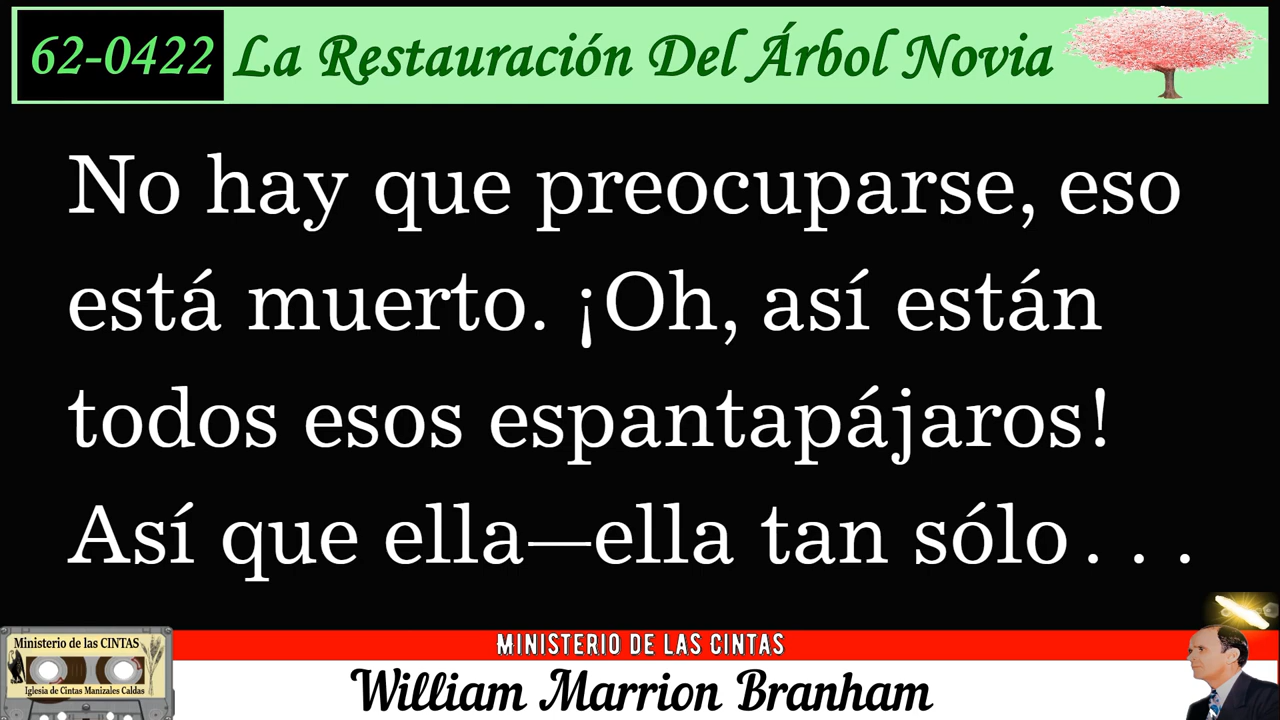 62-0422 La Restauración Del Árbol Novia
No hay que preocuparse, eso
está muerto. ¡Oh, así están
todos esos espantapájaros!
Así que ella—ella tan sólo . . .
Ministerio de las CINTAS
Iglesia de Cintas Manizales Caldas
MINISTERIO DE LAS CINTAS
William Marrion Branham